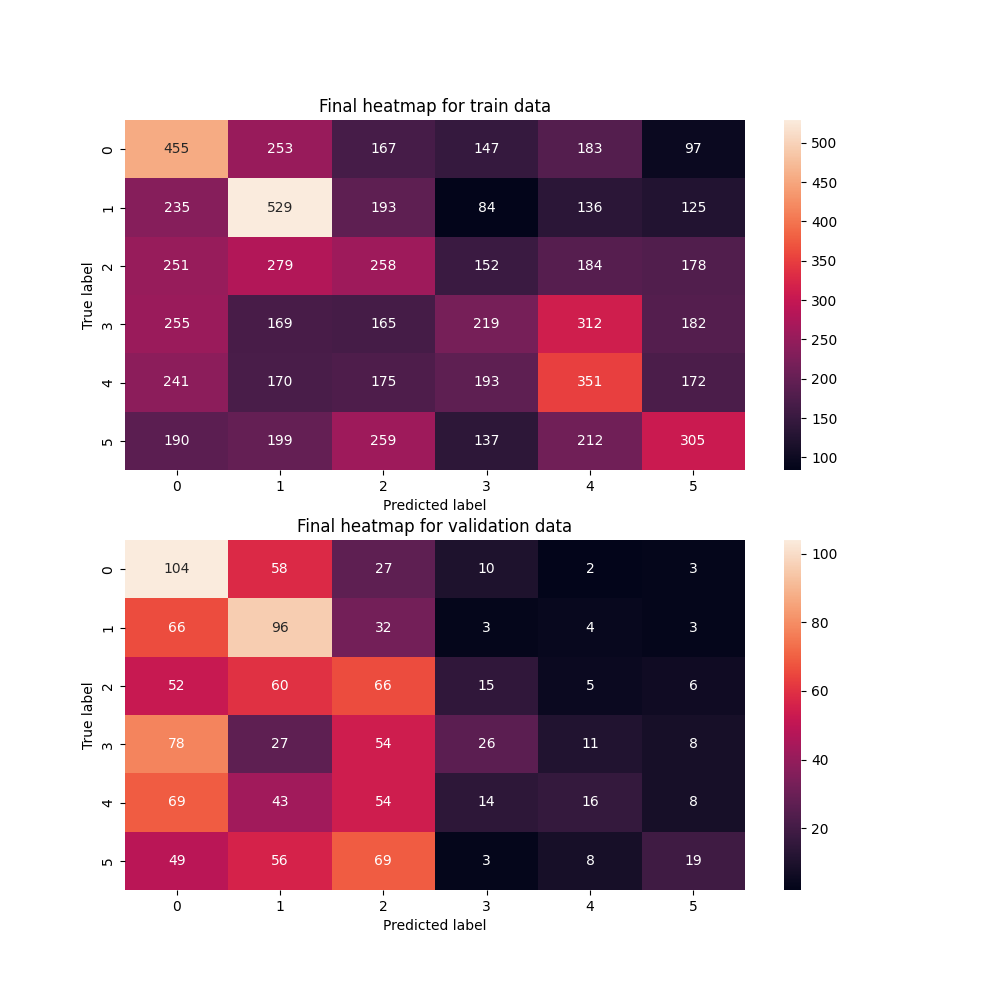 Final heatmap for train data
0 455 253 167 147 183 97
1 235 529 193 84 136 125
2 251 279 258 152 184 178
3 255 169 165 219 312 182
4 241 170 175 193 351 172
5 190 199 259 137 212 305
True label
0 1 2 3 4 5
Predicted label
500
450
400
350
300
250
200
150
100
Final heatmap for validation data
0 104 58 27 10 2 3
1 66 96 32 3 4 3
2 52 60 66 15 5 6
3 78 27 54 26 11 8
4 69 43 54 14 16 8
5 49 56 69 3 8 19
True label
0 1 2 3 4 5
Predicted label
100
80
60
40
20